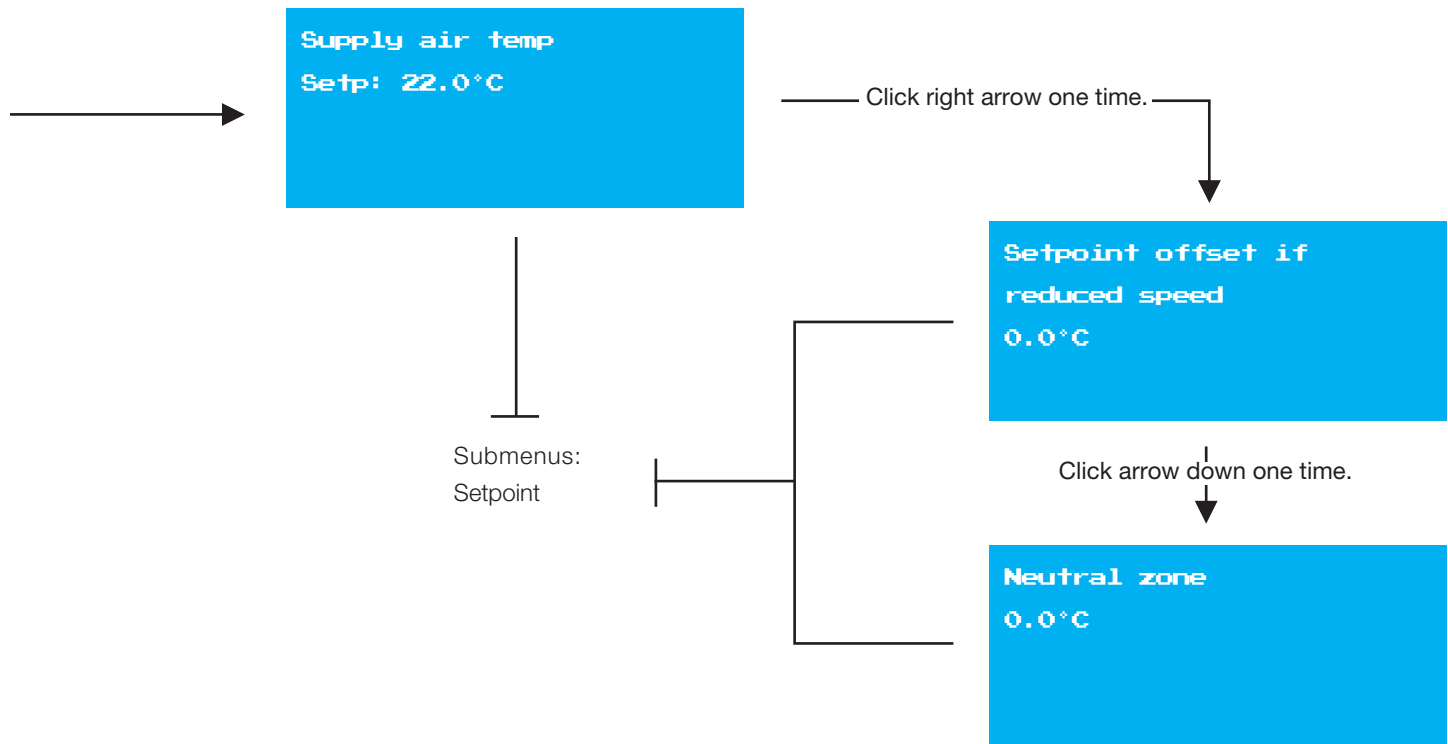 Supply air temp
Setp: 22.0°C
Click right arrow one time.
Setpoint offset if
reduced speed
0.0°C
Submenus:
Setpoint
Click arrow down one time.
Neutral zone
0.0°C